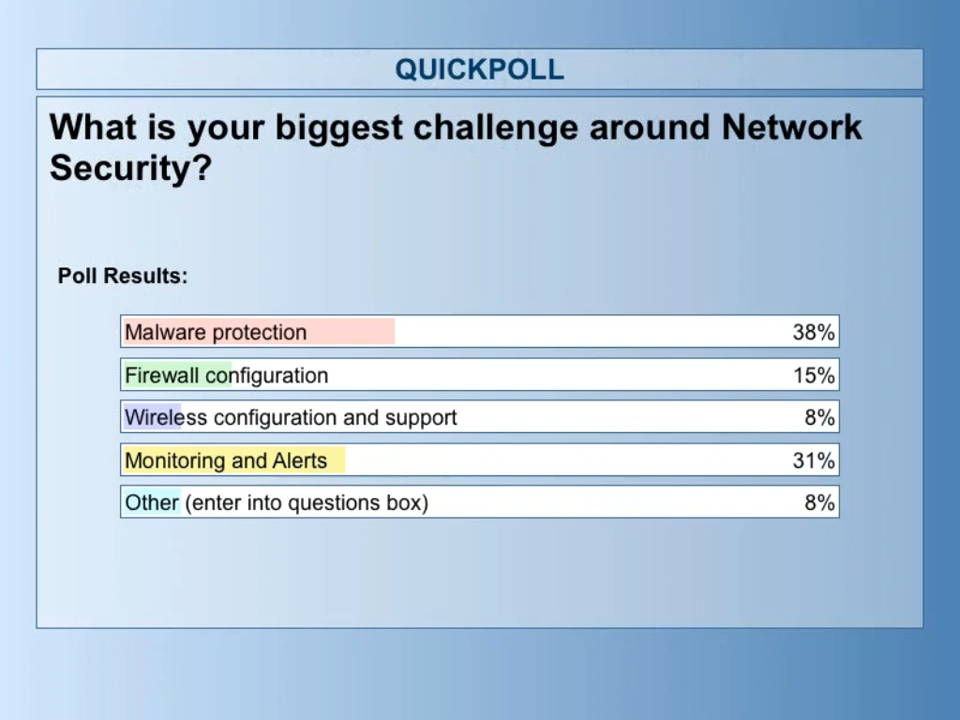 QUICKPOLL
What is your biggest challenge around Network
Security?
Poll Results:
Malware protection 38%
Firewall configuration 15%
Wireless configuration and support 8%
Monitoring and Alerts 31%
Other (enter into questions box) 8%